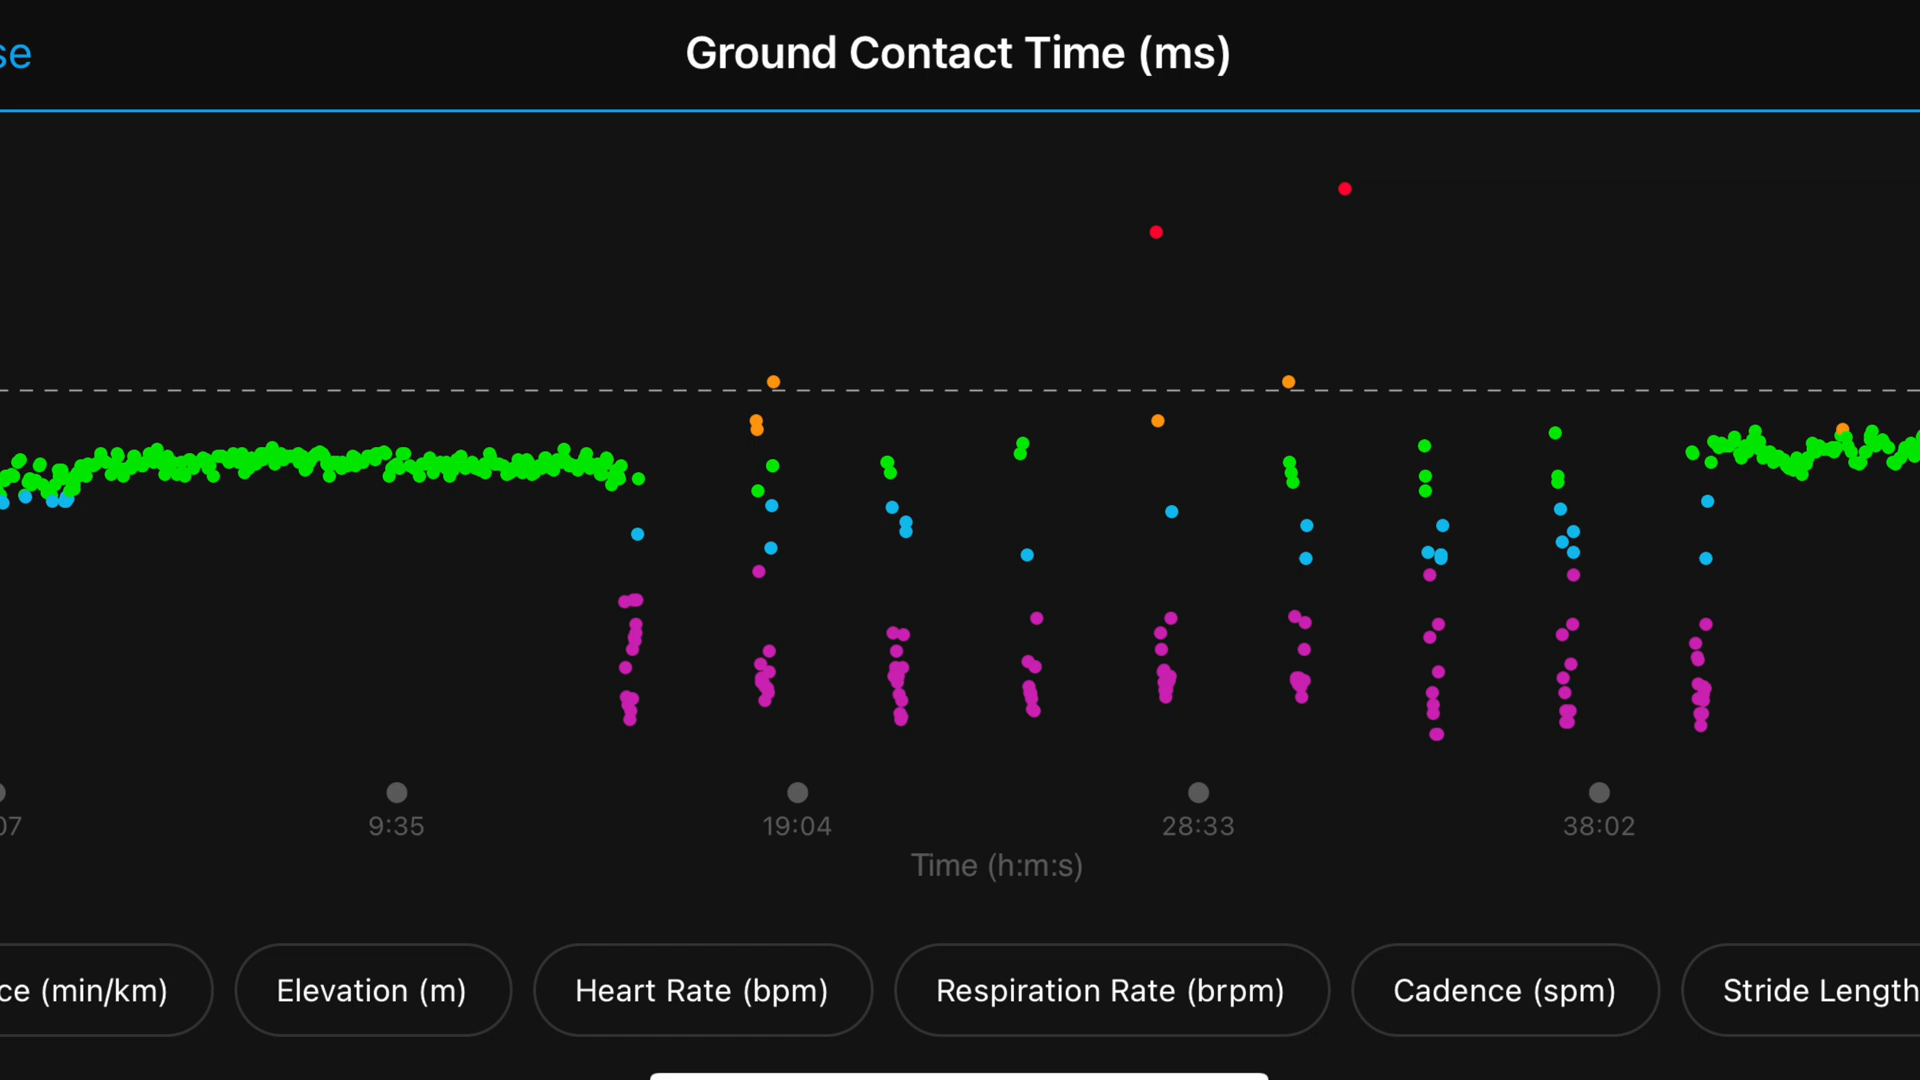 se
Ground Contact Time (ms)
07
9:35
19:04
28:33
38:02
Time (h:m:s)
ce (min/km)
Elevation (m)
Heart Rate (bpm)
Respiration Rate (brpm)
Cadence (spm)
Stride Length